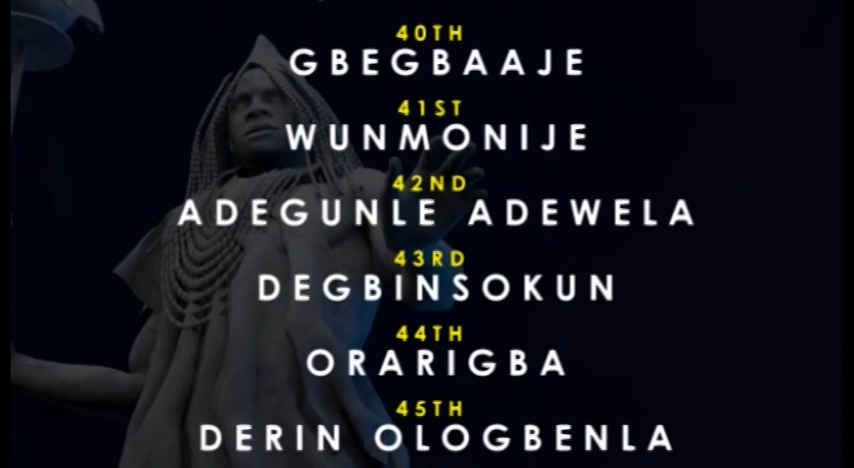 40TH
GBEGBAAJE
41ST
WUNMONIJE
42ND
ADEGUNLE ADEWELA
43RD
DEGBINSOKUN
44TH
ORARIGBA
45TH
DERIN OLOGBENLA